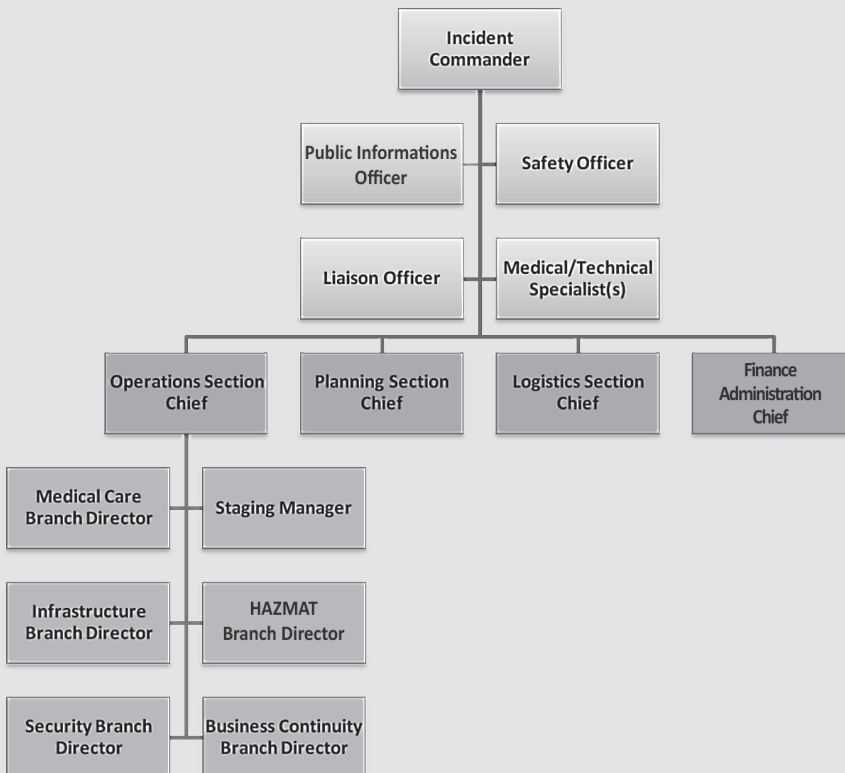 Incident
Commander
Public Informations
Officer
Safety Officer
Liaison Officer
Medical/Technical
Specialist(s)
Operations Section
Chief
Planning Section
Chief
Logistics Section
Chief
Finance
Administration
Chief
Medical Care
Branch Director
Staging Manager
Infrastructure
Branch Director
HAZMAT
Branch Director
Security Branch
Director
Business Continuity
Branch Director